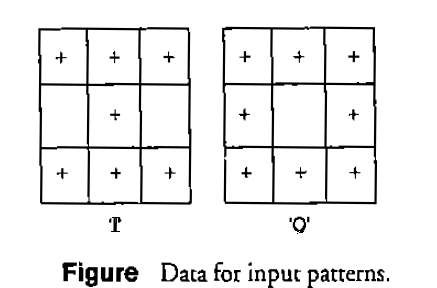 + + + + + +
+ + +
+ + + + + +
'I' 'O'
Figure Data for input patterns.